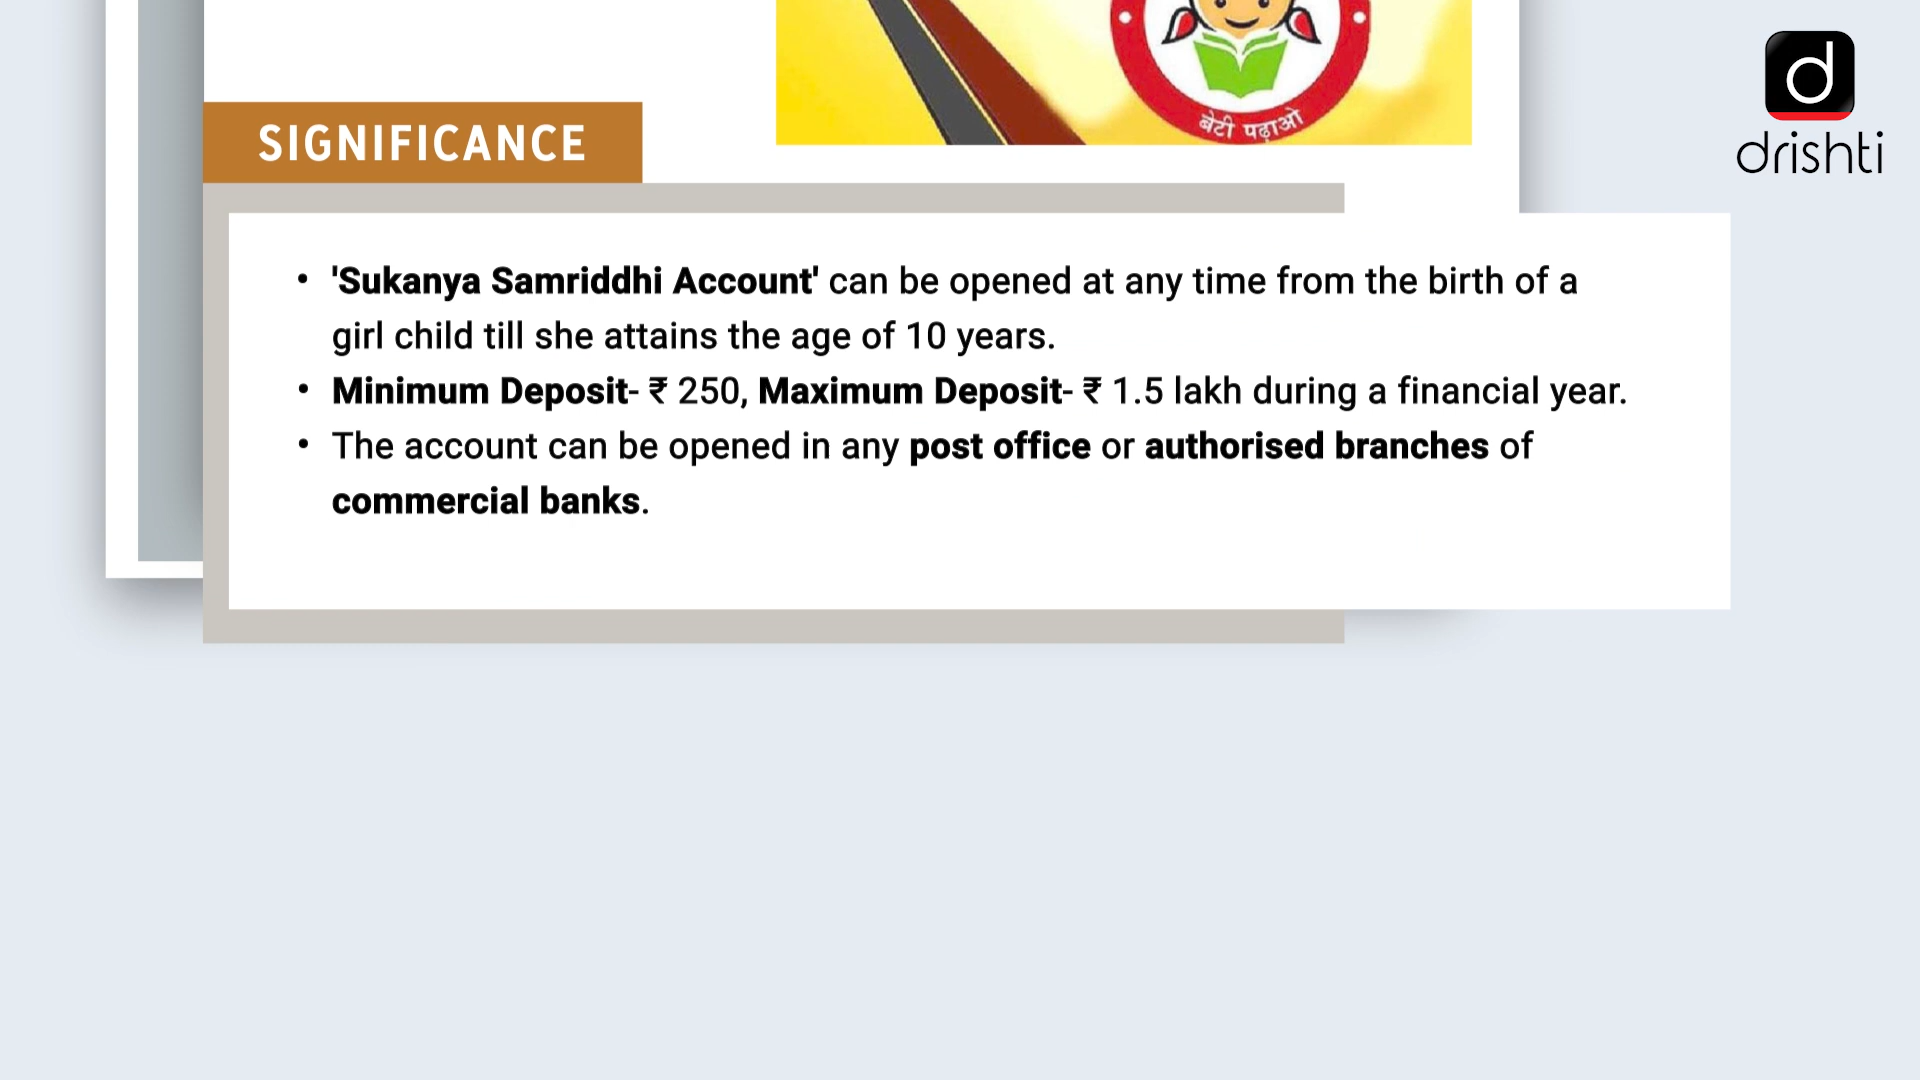 बेटी पढ़ाओ
drishti
SIGNIFICANCE
• 'Sukanya Samriddhi Account' can be opened at any time from the birth of a
girl child till she attains the age of 10 years.
• Minimum Deposit- ₹ 250, Maximum Deposit- ₹ 1.5 lakh during a financial year.
• The account can be opened in any post office or authorised branches of
commercial banks.